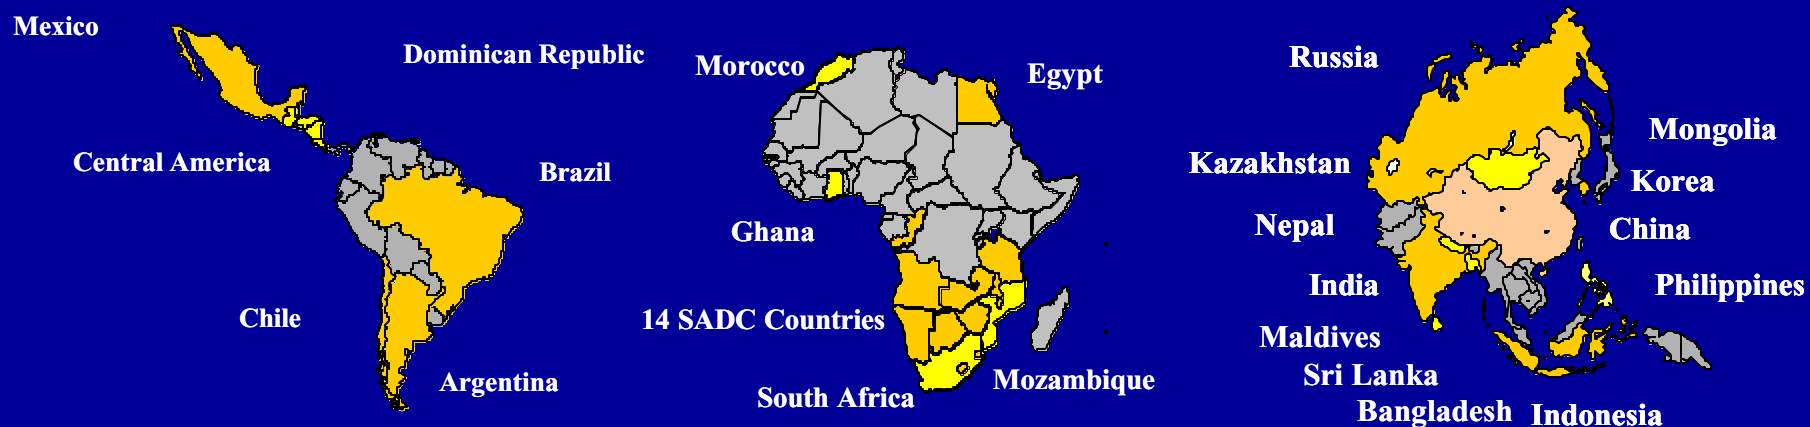 Mexico
Dominican Republic
Central America
Brazil
Chile
Argentina
Morocco
Egypt
Ghana
14 SADC Countries
South Africa
Mozambique
Russia
Mongolia
Kazakhstan
Korea
Nepal
China
India
Philippines
Maldives
Sri Lanka
Bangladesh
Indonesia